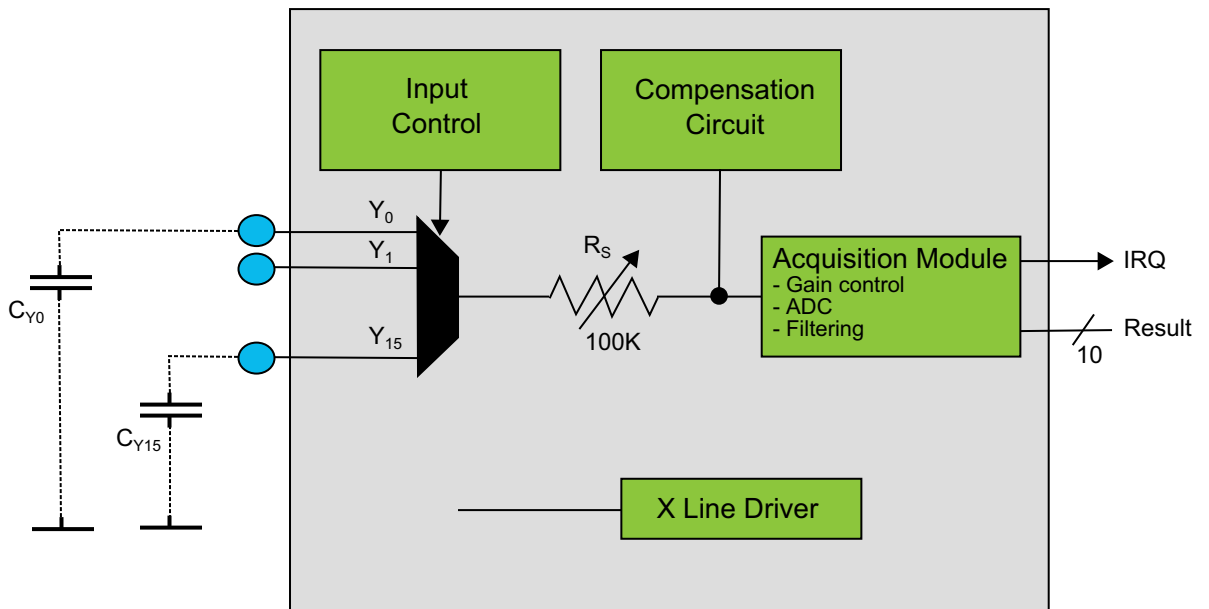 Input
Control
Compensation
Circuit
Y0
Y1
Y15
RS
100K
Acquisition Module
- Gain control
- ADC
- Filtering
IRQ
Result
10
CY0
CY15
X Line Driver